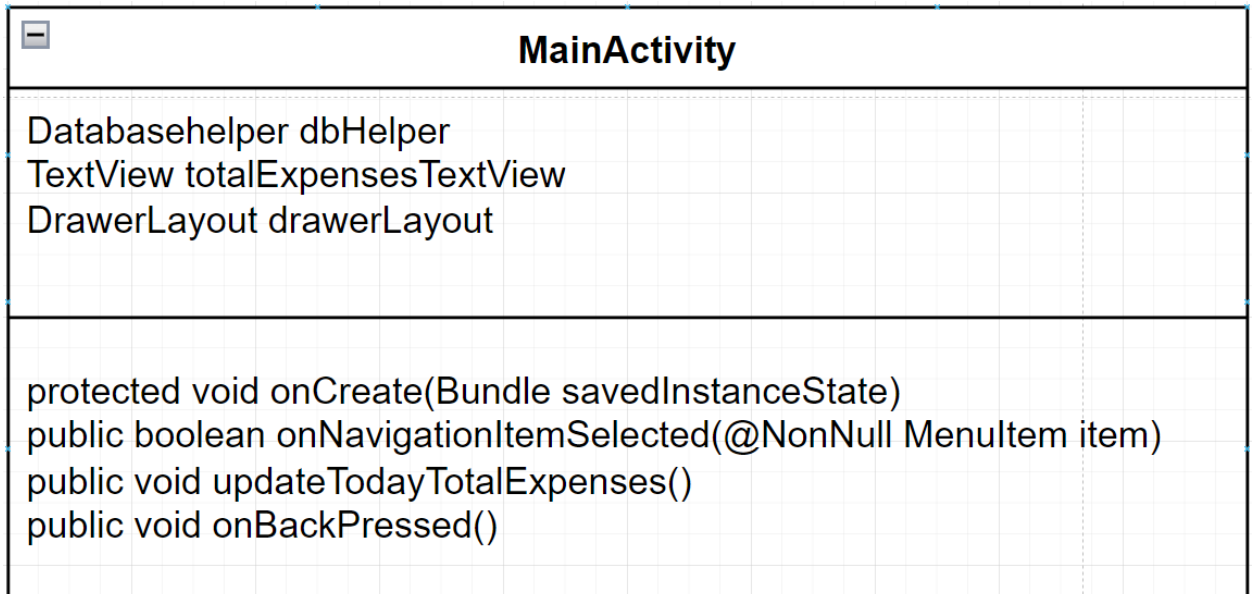 MainActivity
Databasehelper dbHelper
TextView totalExpensesTextView
DrawerLayout drawerLayout
protected void onCreate(Bundle savedInstanceState)
public boolean onNavigationItemSelected(@NonNull MenuItem item)
public void updateTodayTotalExpenses()
public void onBackPressed()